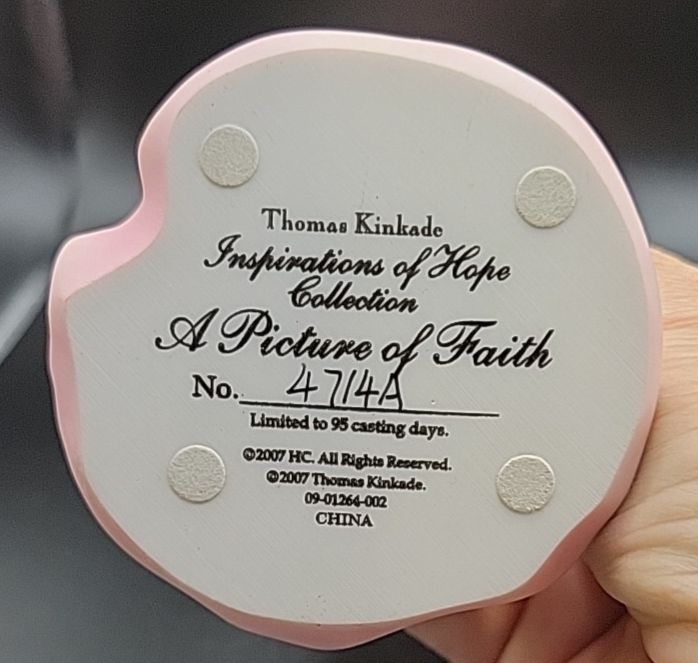 Thomas Kinkade
Inspirations of Hope
Collection
A Picture of Faith
No. 4714A
Limited to 95 casting days.
©2007 HC. All Rights Reserved.
©2007 Thomas Kinkade.
09-01264-002
CHINA